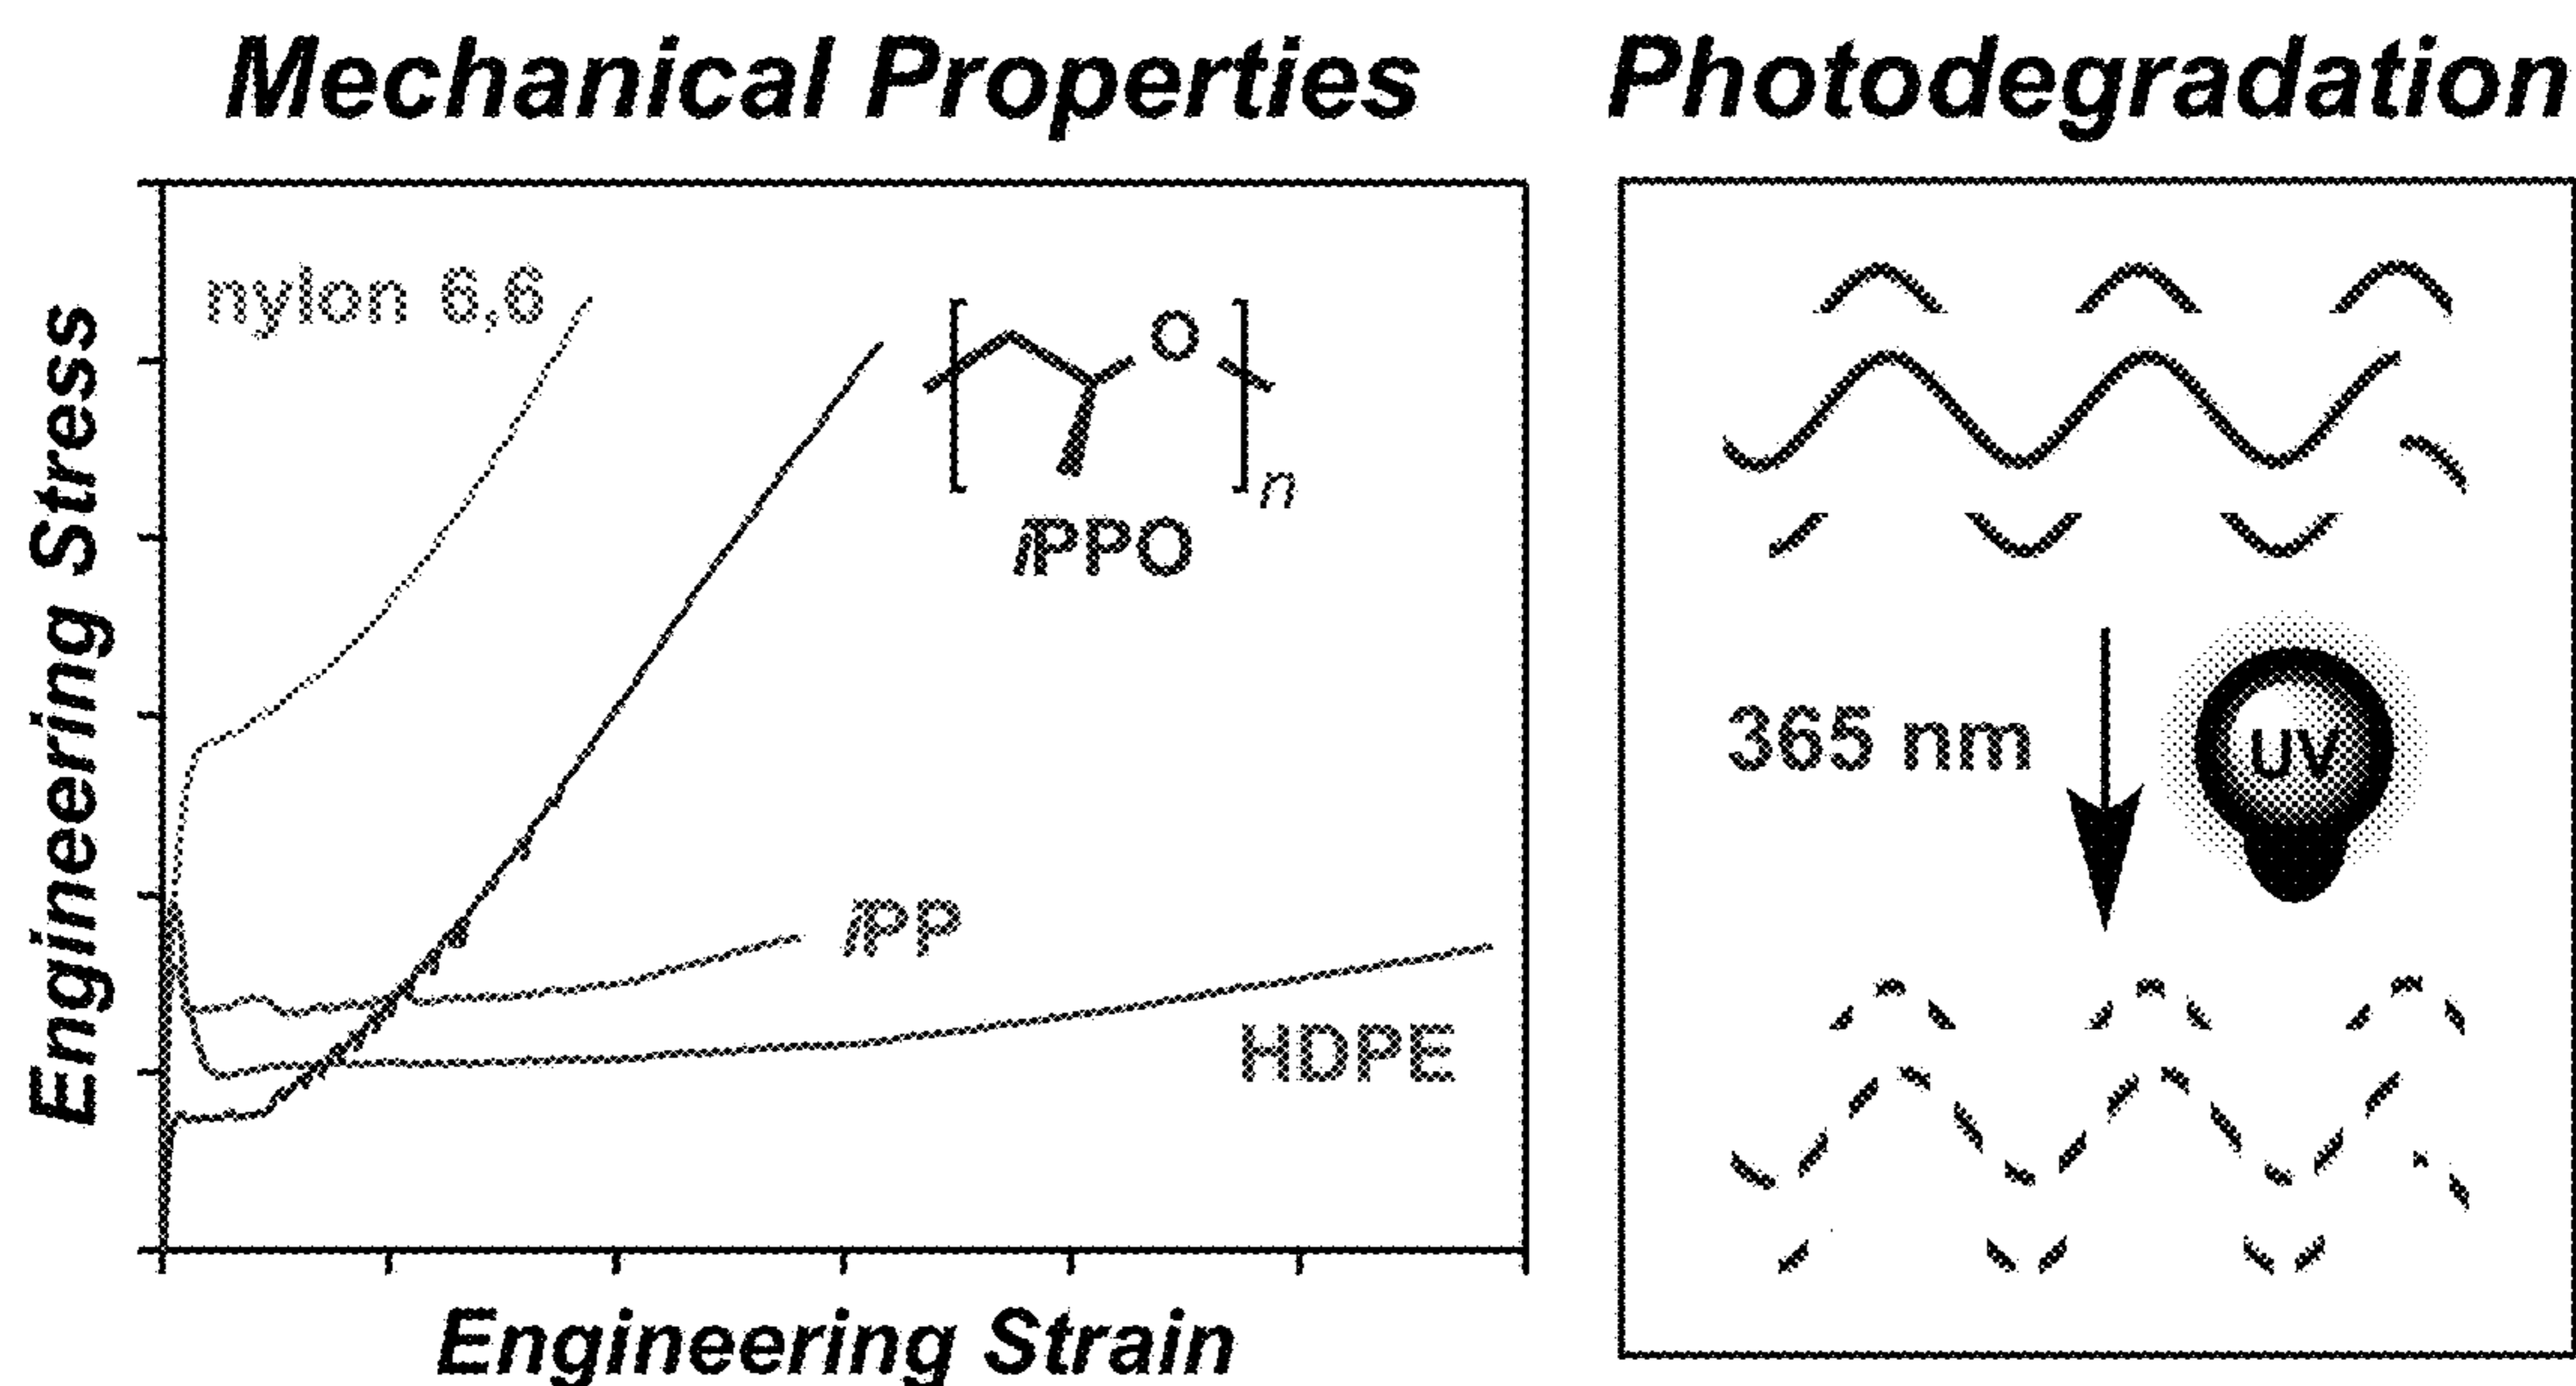 Mechanical Properties
Photodegradation
Engineering Stress
nylon 6,6
O
n
iPPO
iPP
HDPE
Engineering Strain
365 nm
UV